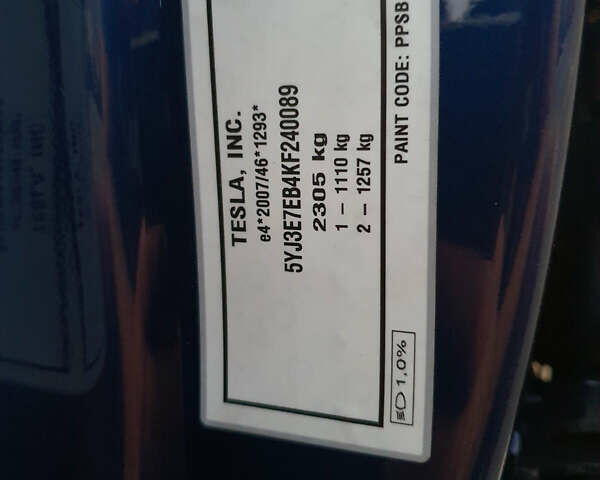 TESLA, INC.
e4*2007/46*1293*
5YJ3E7EB4KF240089
2305 kg
1 – 1110 kg
2 – 1257 kg
PAINT CODE: PPSB
1,0%